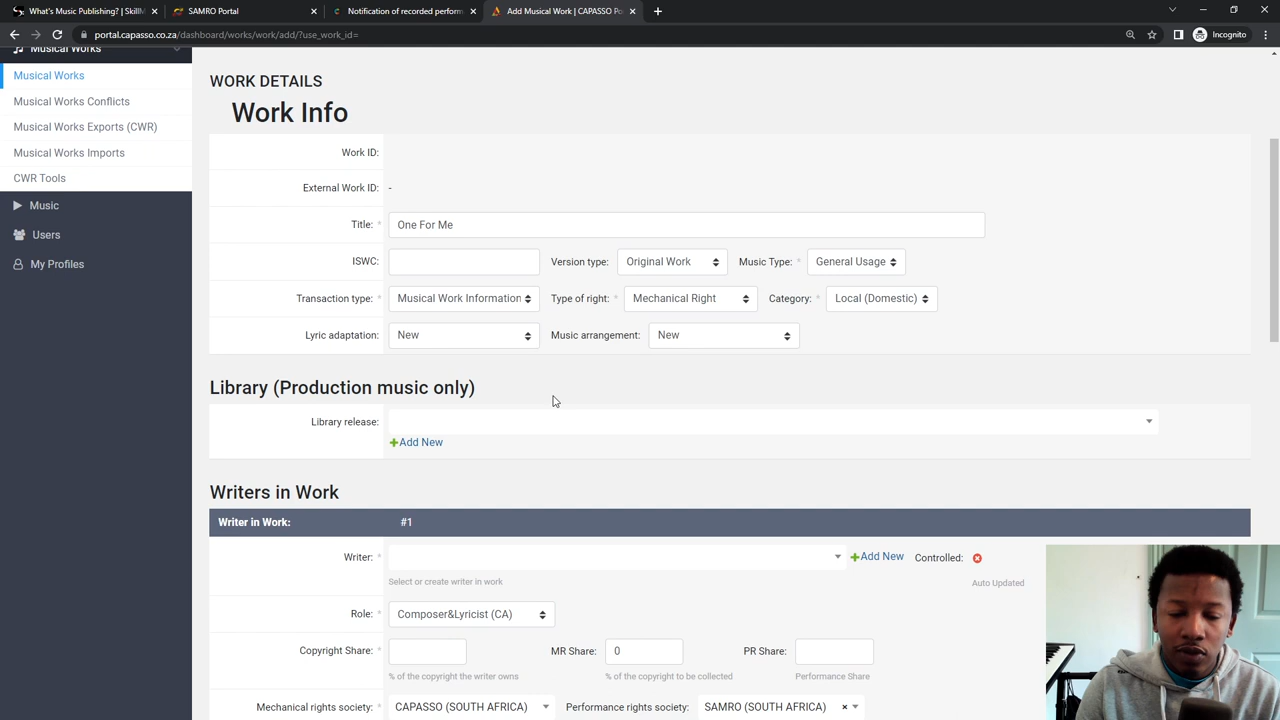 What's Music Publishing? | SkillM
SAMRO Portal
Notification of recorded perform
Add Musical Work | CAPASSO Po
portal.capasso.co.za/dashboard/works/work/add/?use_work_id=
Incognito
Musical Works
Musical Works
Musical Works Conflicts
Musical Works Exports (CWR)
Musical Works Imports
CWR Tools
Music
Users
My Profiles
WORK DETAILS
Work Info
Work ID:
External Work ID: -
Title: * One For Me
ISWC: Version type: Original Work Music Type: * General Usage
Transaction type: * Musical Work Information Type of right: * Mechanical Right Category: * Local (Domestic)
Lyric adaptation: New Music arrangement: New
Library (Production music only)
Library release:
Add New
Writers in Work
Writer in Work: #1
Writer: * Add New Controlled:
Select or create writer in work Auto Updated
Role: * Composer&Lyricist (CA)
Copyright Share: * MR Share: 0 PR Share:
% of the copyright the writer owns % of the copyright to be collected Performance Share
Mechanical rights society: CAPASSO (SOUTH AFRICA) Performance rights society: SAMRO (SOUTH AFRICA) ×